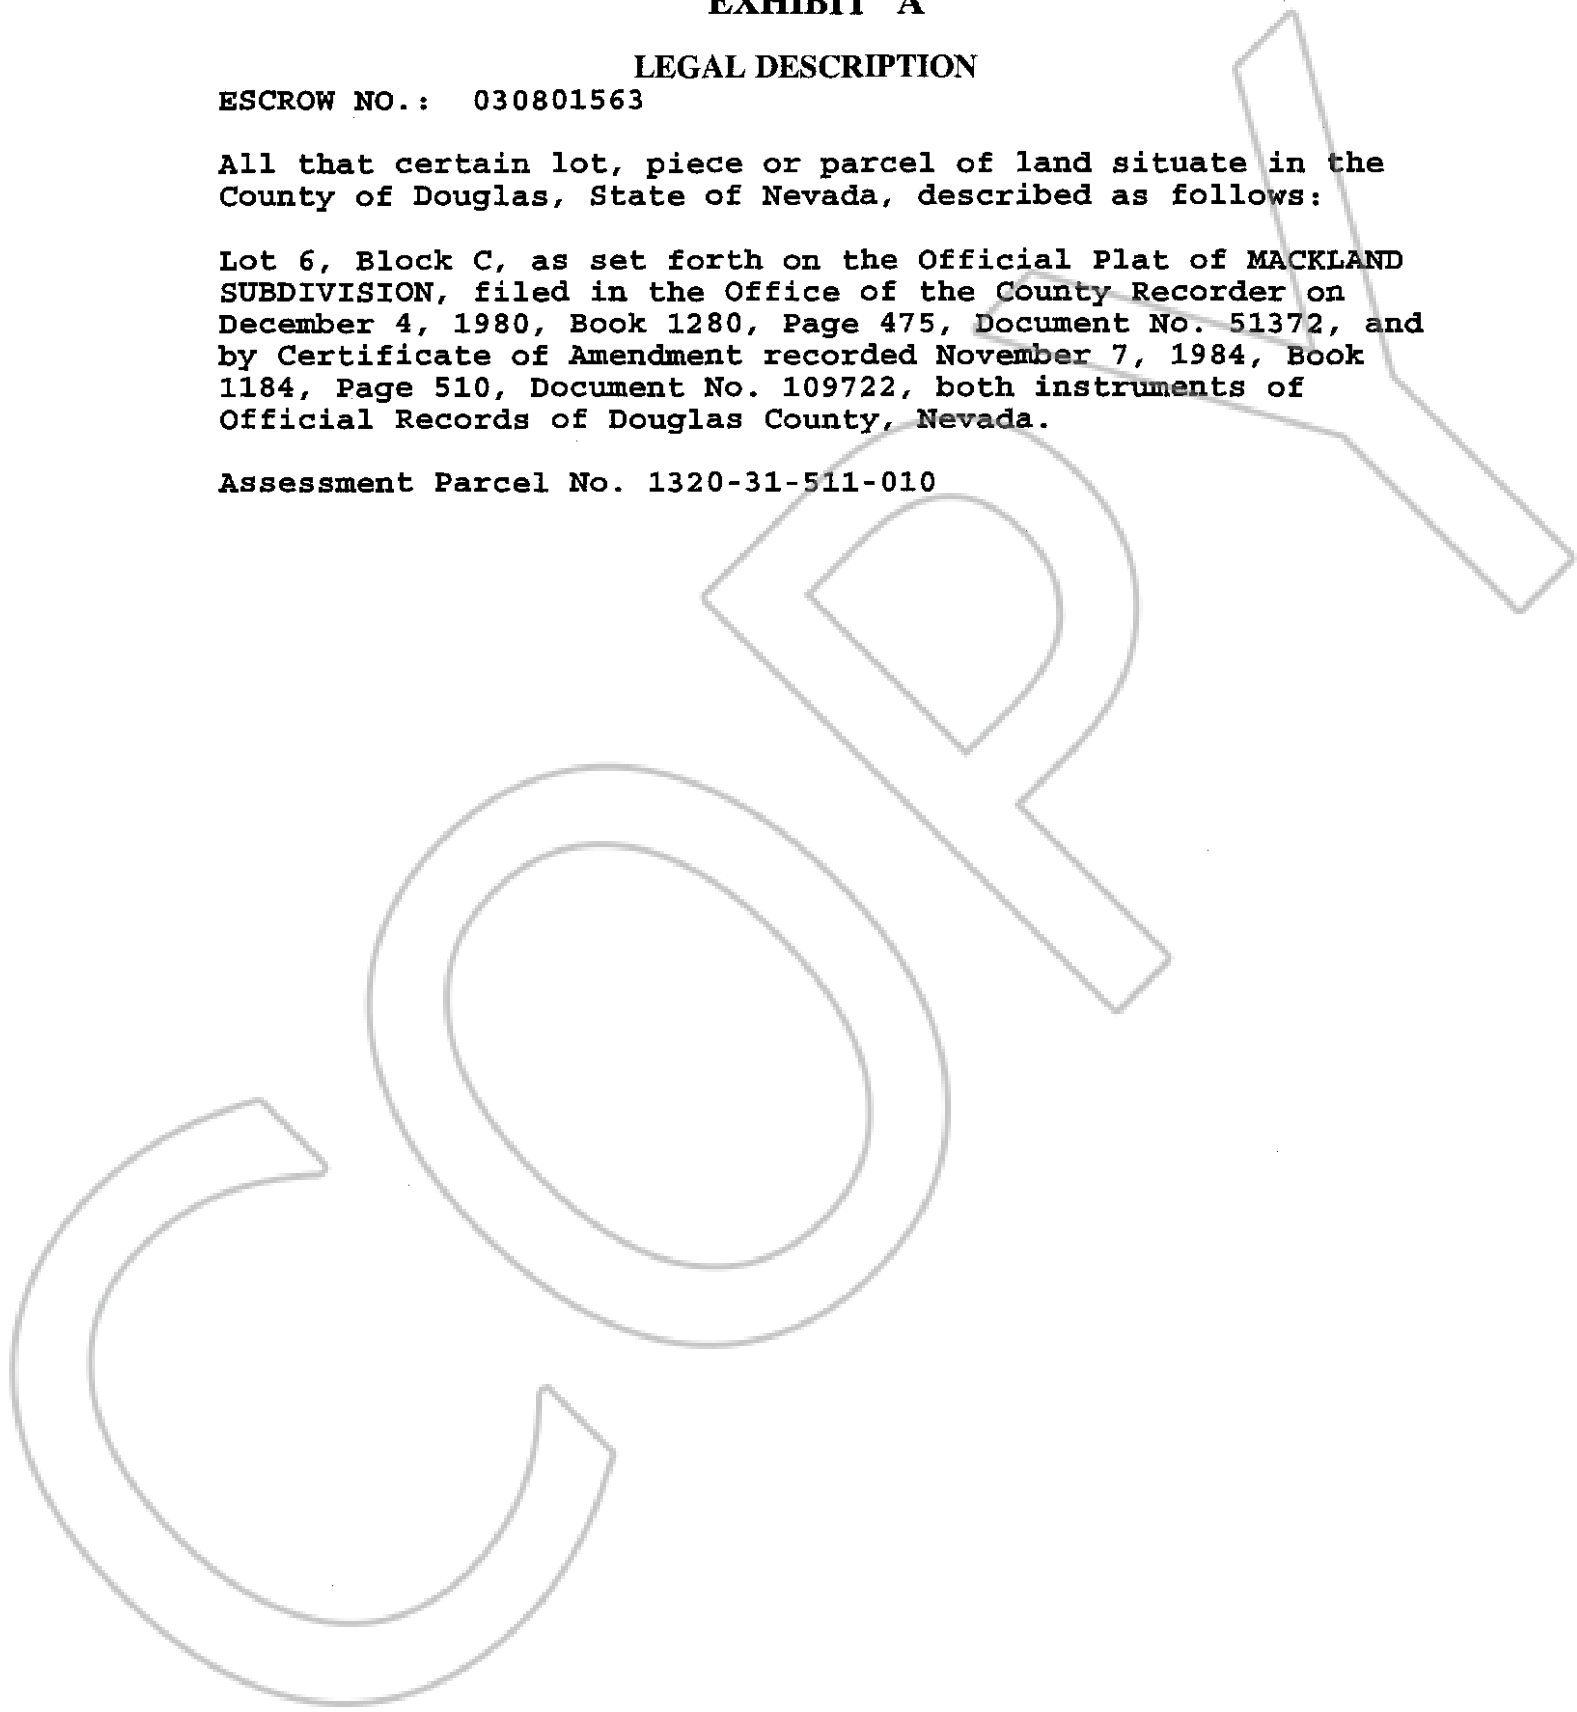 EXHIBIT A
LEGAL DESCRIPTION
ESCROW NO.: 030801563
All that certain lot, piece or parcel of land situate in the
County of Douglas, State of Nevada, described as follows:
Lot 6, Block C, as set forth on the Official Plat of MACKLAND
SUBDIVISION, filed in the Office of the County Recorder on
December 4, 1980, Book 1280, Page 475, Document No. 51372, and
by Certificate of Amendment recorded November 7, 1984, Book
1184, Page 510, Document No. 109722, both instruments of
Official Records of Douglas County, Nevada.
Assessment Parcel No. 1320-31-511-010
COPY